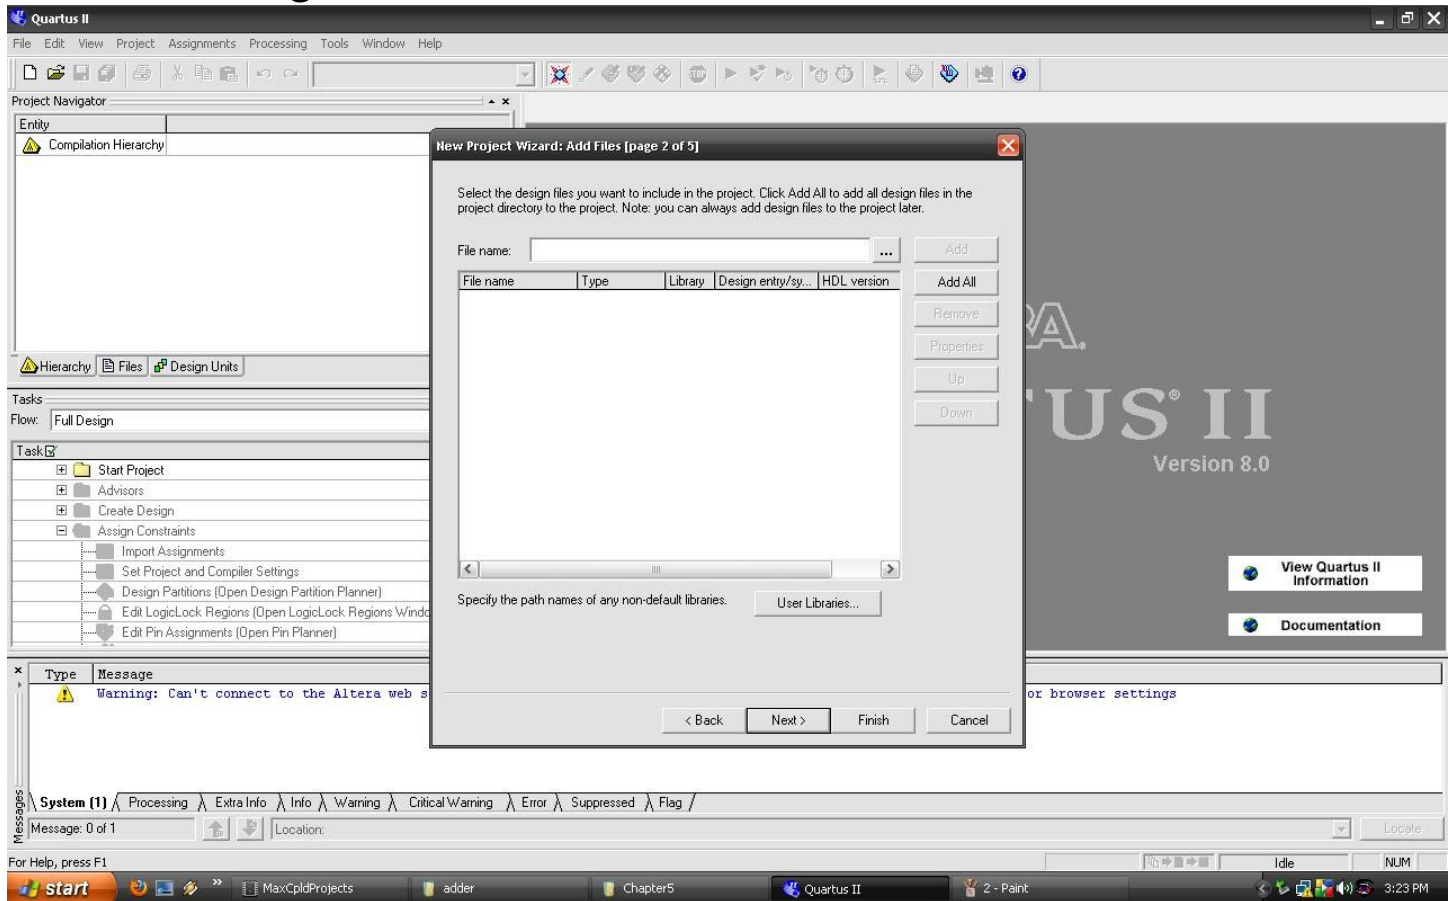 Quartus II
File Edit View Project Assignments Processing Tools Window Help
Project Navigator
Entity
Compilation Hierarchy
Hierarchy Files Design Units
Tasks
Flow: Full Design
Task
Start Project
Advisors
Create Design
Assign Constraints
Import Assignments
Set Project and Compiler Settings
Design Partitions (Open Design Partition Planner)
Edit LogicLock Regions (Open LogicLock Regions Windo
Edit Pin Assignments (Open Pin Planner)
New Project Wizard: Add Files [page 2 of 5]
Select the design files you want to include in the project. Click Add All to add all design files in the
project directory to the project. Note: you can always add design files to the project later.
File name: ... Add
File name Type Library Design entry/sy... HDL version Add All
Remove
Properties
Up
Down
Specify the path names of any non-default libraries. User Libraries...
< Back Next > Finish Cancel
RA.
TUS® II
Version 8.0
View Quartus II
Information
Documentation
Type Message
Warning: Can't connect to the Altera web s
or browser settings
System (1) Processing Extra Info Info Warning Critical Warning Error Suppressed Flag
Messages
Message: 0 of 1 Location: Locate
For Help, press F1 Idle NUM
start MaxCpldProjects adder Chapter5 Quartus II 2 - Paint 3:23 PM